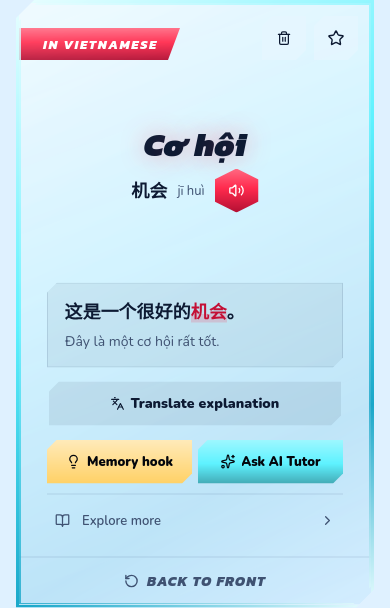 IN VIETNAMESE
Cơ hội
机会 jī huì
这是一个很好的机会。
Đây là một cơ hội rất tốt.
Translate explanation
Memory hook
Ask AI Tutor
Explore more
BACK TO FRONT